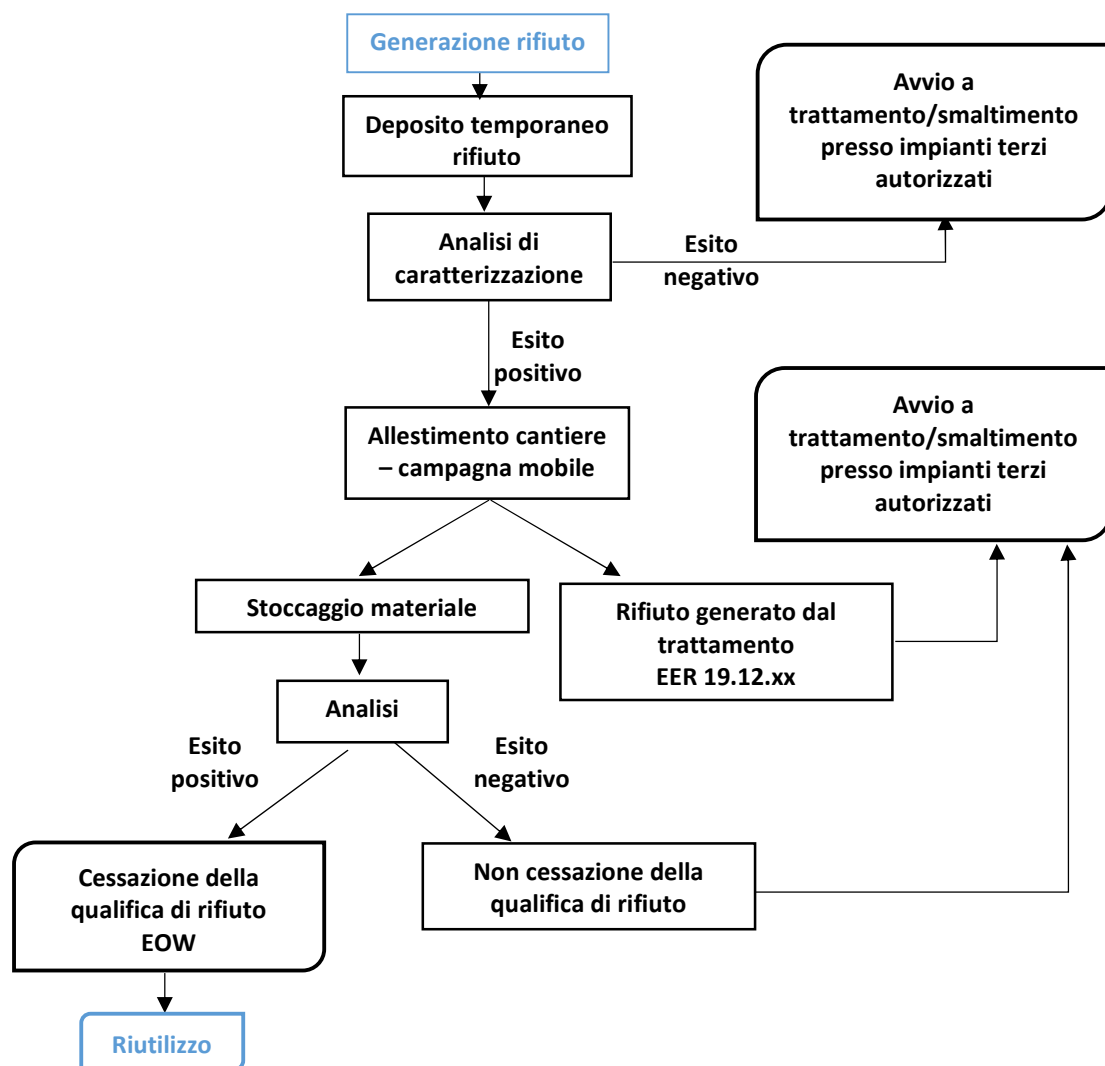 Generazione rifiuto
Deposito temporaneo
rifiuto
Avvio a
trattamento/smaltimento
presso impianti terzi
autorizzati
Analisi di
caratterizzazione
Esito
negativo
Esito
positivo
Allestimento cantiere
– campagna mobile
Avvio a
trattamento/smaltimento
presso impianti terzi
autorizzati
Stoccaggio materiale
Rifiuto generato dal
trattamento
EER 19.12.xx
Analisi
Esito
positivo
Esito
negativo
Cessazione della
qualifica di rifiuto
EOW
Non cessazione della
qualifica di rifiuto
Riutilizzo